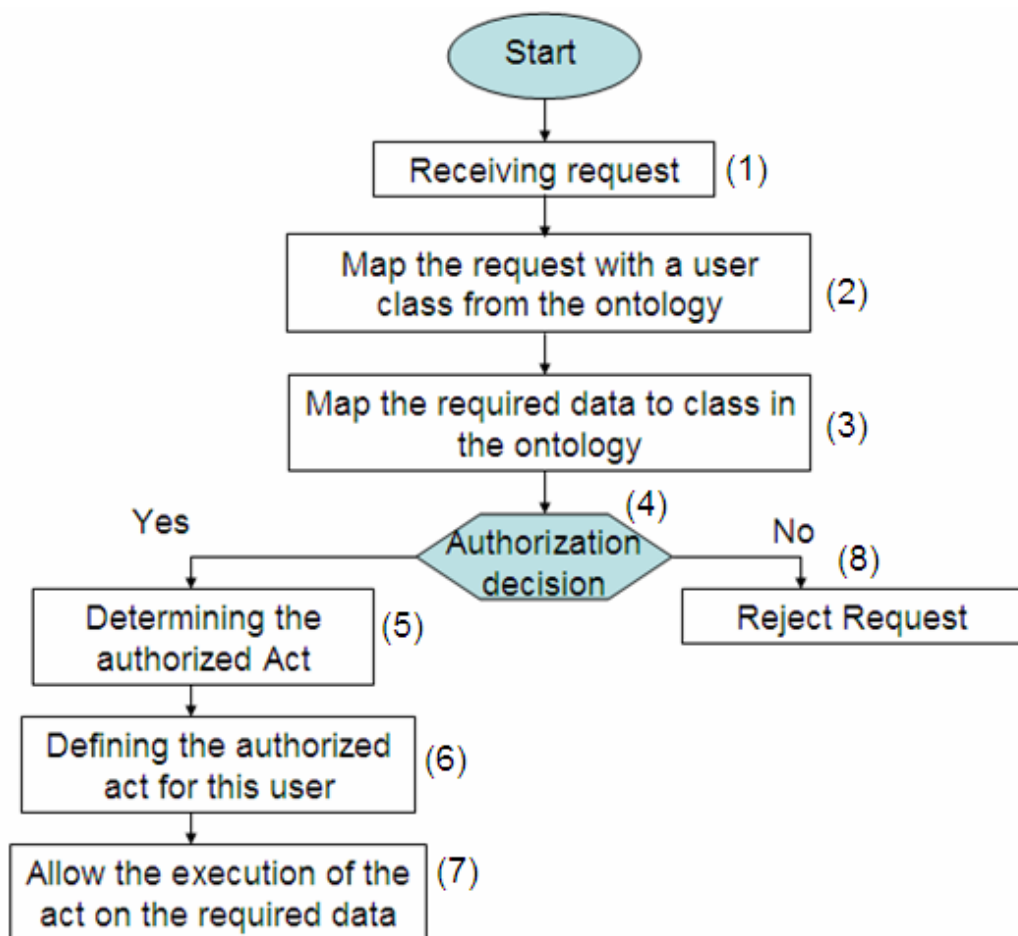 Start
Receiving request
(1)
Map the request with a user
class from the ontology
(2)
Map the required data to class in
the ontology
(3)
(4)
Authorization
decision
Yes
No
(8)
Reject Request
Determining the
authorized Act
(5)
Defining the authorized
act for this user
(6)
Allow the execution of the
act on the required data
(7)